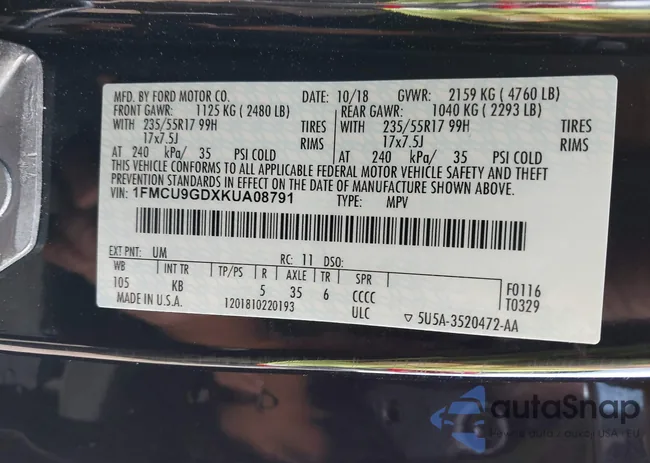 MFD. BY FORD MOTOR CO. DATE: 10/18 GVWR: 2159 KG ( 4760 LB)
FRONT GAWR: 1125 KG ( 2480 LB) REAR GAWR: 1040 KG ( 2293 LB)
WITH 235/55R17 99H TIRES WITH 235/55R17 99H TIRES
17x7.5J RIMS 17x7.5J RIMS
AT 240 kPa/ 35 PSI COLD AT 240 kPa/ 35 PSI COLD
THIS VEHICLE CONFORMS TO ALL APPLICABLE FEDERAL MOTOR VEHICLE SAFETY AND THEFT
PREVENTION STANDARDS IN EFFECT ON THE DATE OF MANUFACTURE SHOWN ABOVE.
VIN: 1FMCU9GDXKUA08791 TYPE: MPV
EXT PNT: UM RC: 11 DSO:
WB INT TR TP/PS R AXLE TR SPR
105 KB 5 35 6 CCCC F0116
MADE IN U.S.A. 1201810220193 ULC ▽ 5U5A-3520472-AA T0329
autaSnap